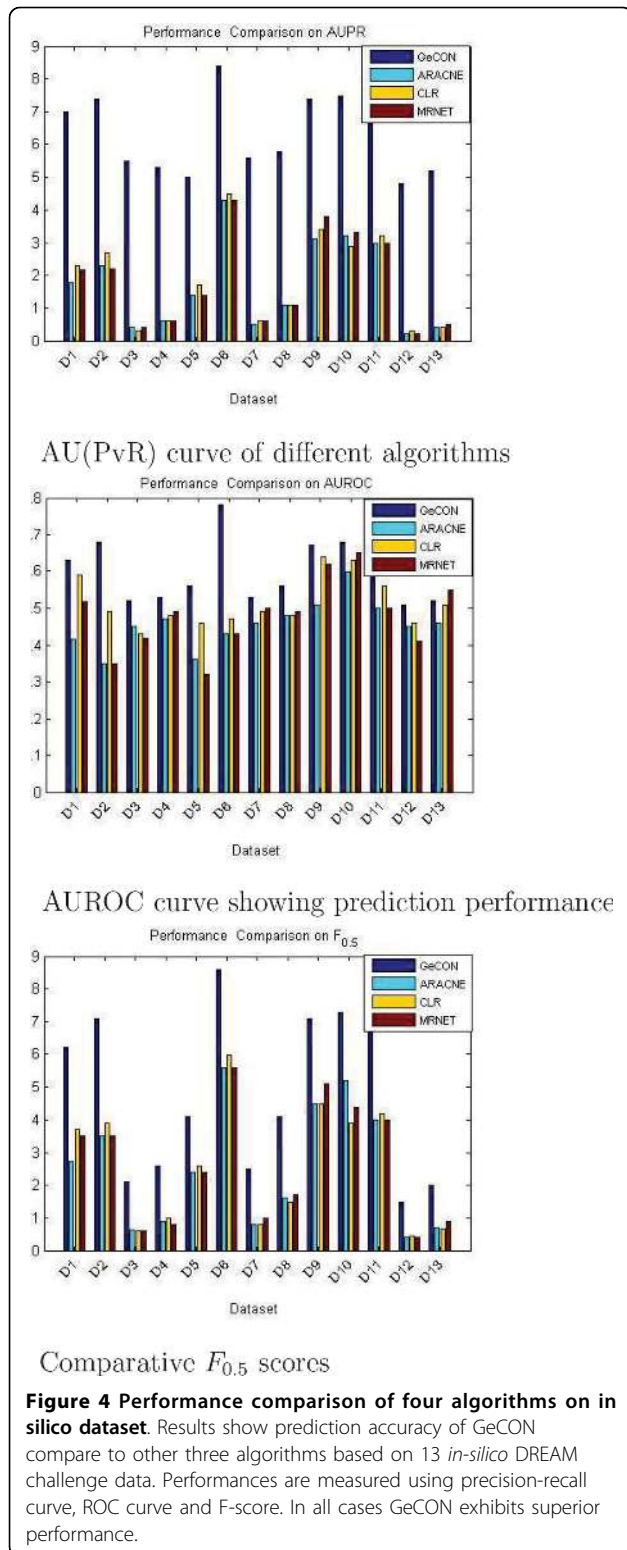 Performance Comparison on AUPR
9
8
7
6
5
4
3
2
1
0
GeCON
ARACNE
CLR
MRNET
D1 D2 D3 D4 D5 D6 D7 D8 D9 D10 D11 D12 D13
Dataset
AU(PvR) curve of different algorithms
Performance Comparison on AUROC
.8
.7
.6
.5
.4
.3
.2
.1
0
GeCON
ARACNE
CLR
MRNET
D1 D2 D3 D4 D5 D6 D7 D8 D9 D10 D11 D12 D13
Dataset
AUROC curve showing prediction performance
Performance Comparison on F0.5
9
8
7
6
5
4
3
2
1
0
GeCON
ARACNE
CLR
MRNET
D1 D2 D3 D4 D5 D6 D7 D8 D9 D10 D11 D12 D13
Dataset
Comparative F0.5 scores
Figure 4 Performance comparison of four algorithms on in
silico dataset. Results show prediction accuracy of GeCON
compare to other three algorithms based on 13 in-silico DREAM
challenge data. Performances are measured using precision-recall
curve, ROC curve and F-score. In all cases GeCON exhibits superior
performance.